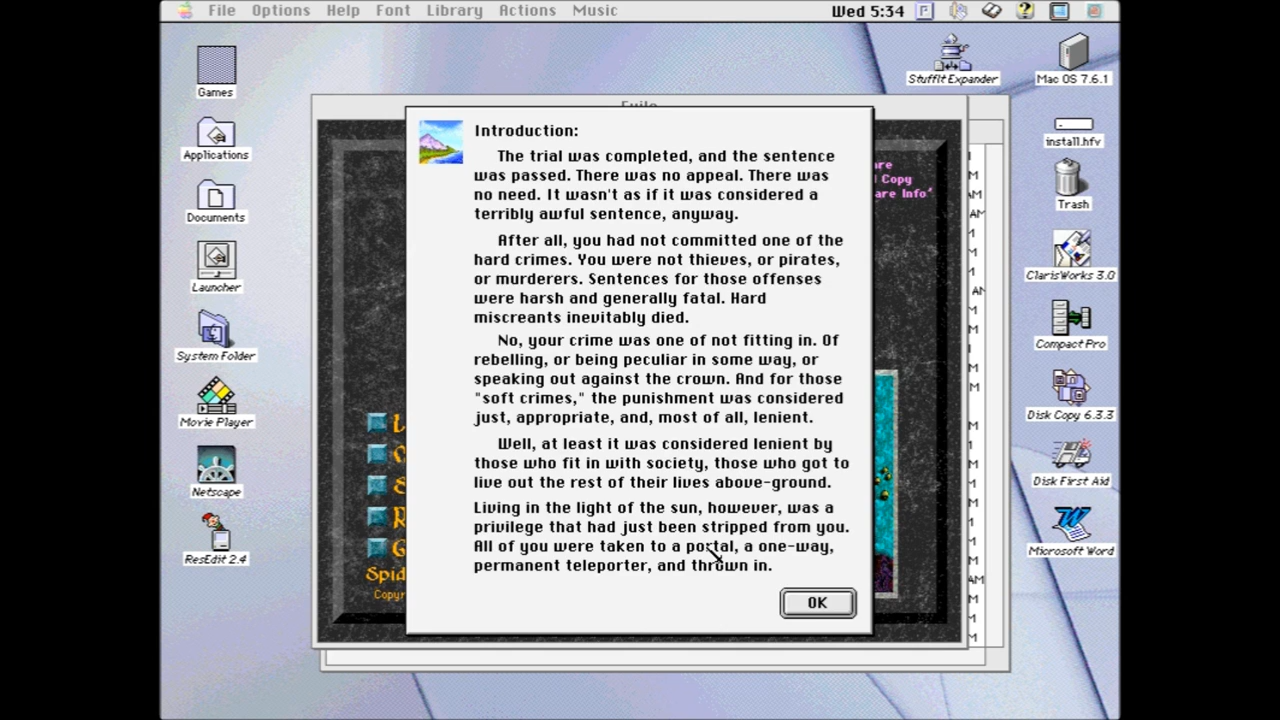 File Options Help Font Library Actions Music Wed 5:34
Games
Applications
Documents
Launcher
System Folder
Movie Player
Netscape
ResEdit 2.4
StuffIt Expander
Mac OS 7.6.1
install.hfv
Trash
ClarisWorks 3.0
Compact Pro
Disk Copy 6.3.3
Disk First Aid
Microsoft Word
Introduction:
The trial was completed, and the sentence
was passed. There was no appeal. There was
no need. It wasn't as if it was considered a
terribly awful sentence, anyway.
After all, you had not committed one of the
hard crimes. You were not thieves, or pirates,
or murderers. Sentences for those offenses
were harsh and generally fatal. Hard
miscreants inevitably died.
No, your crime was one of not fitting in. Of
rebelling, or being peculiar in some way, or
speaking out against the crown. And for those
"soft crimes," the punishment was considered
just, appropriate, and, most of all, lenient.
Well, at least it was considered lenient by
those who fit in with society, those who got to
live out the rest of their lives above-ground.
Living in the light of the sun, however, was a
privilege that had just been stripped from you.
All of you were taken to a portal, a one-way,
permanent teleporter, and thrown in.
OK
Copy
Info'
Spid
Copyr